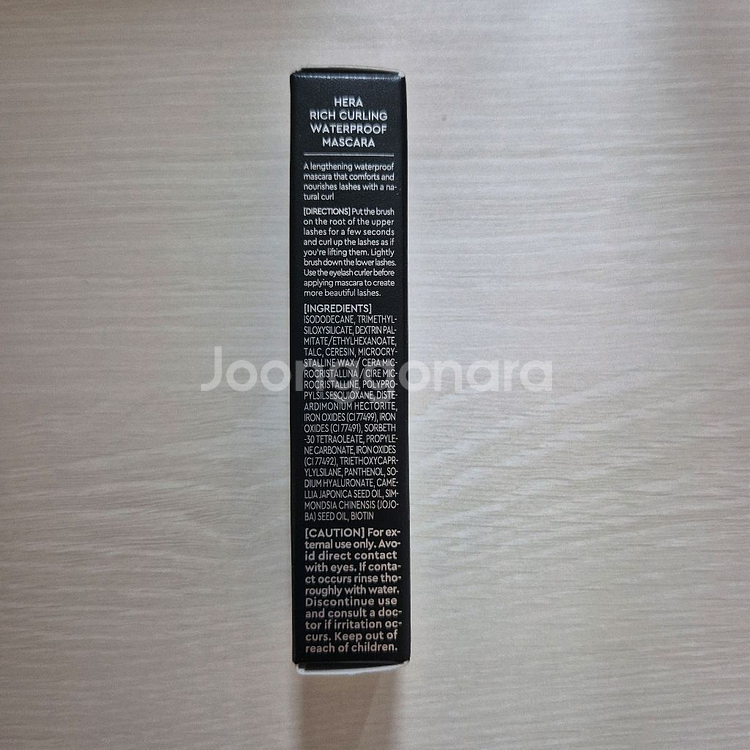 HERA
RICH CURLING
WATERPROOF
MASCARA
A lengthening waterproof
mascara that comforts and
nourishes lashes with a na-
tural curl
[DIRECTIONS] Put the brush
on the root of the upper
lashes for a few seconds
and curl up the lashes as if
you're lifting them. Lightly
brush down the lower lashes.
Use the eyelash curler before
applying mascara to create
more beautiful lashes.
[INGREDIENTS]
ISODODECANE, TRIMETHYL-
SILOXYSILICATE, DEXTRIN PAL-
MITATE/ETHYLHEXANOATE,
TALC, CERESIN, MICROCRY-
STALLINE WAX / CERA MIC-
ROCRISTALLINA / CIRE MIC-
ROCRISTALLINE, POLYPRO-
PYLSILSESQUIOXANE, DISTE-
ARDIMONIUM HECTORITE,
IRON OXIDES (CI 77499), IRON
OXIDES (CI 77491), SORBETH
-30 TETRAOLEATE, PROPYLE-
NE CARBONATE, IRON OXIDES
(CI 77492), TRIETHOXYCAPR-
YLYLSILANE, PANTHENOL, SO-
DIUM HYALURONATE, CAME-
LLIA JAPONICA SEED OIL, SIM-
MONDSIA CHINENSIS (JOJO-
BA) SEED OIL, BIOTIN
[CAUTION] For ex-
ternal use only. Avo-
id direct contact
with eyes. If conta-
ct occurs rinse tho-
roughly with water.
Discontinue use
and consult a doc-
tor if irritation oc-
curs. Keep out of
reach of children.
Joonggonara